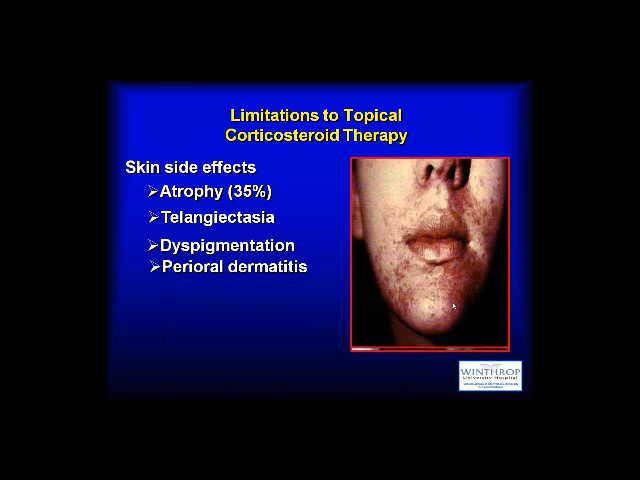 Limitations to Topical
Corticosteroid Therapy
Skin side effects
➢Atrophy (35%)
➢Telangiectasia
➢Dyspigmentation
➢Perioral dermatitis
WINTHROP
University Hospital